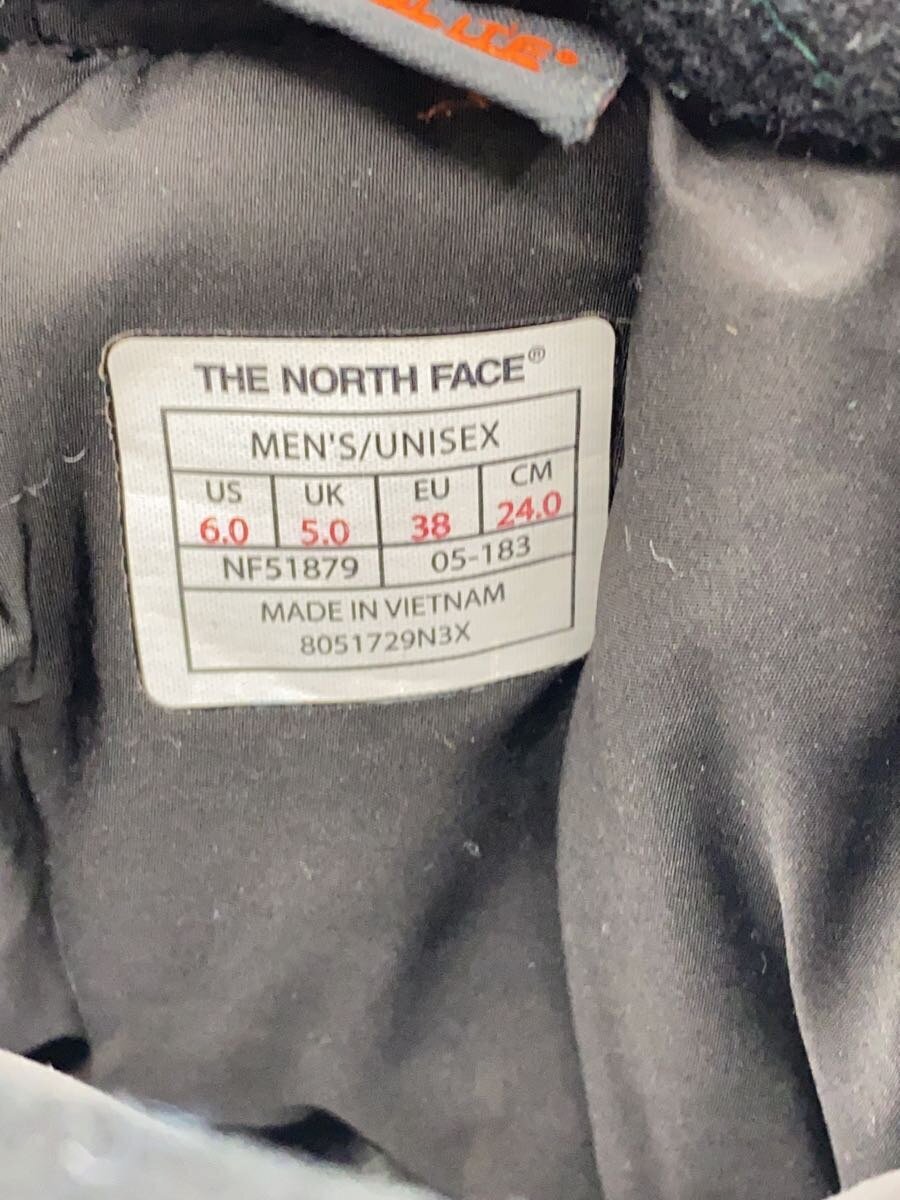 THE NORTH FACE®
MEN'S/UNISEX
US UK EU CM
6.0 5.0 38 24.0
NF51879 05-183
MADE IN VIETNAM
8051729N3X